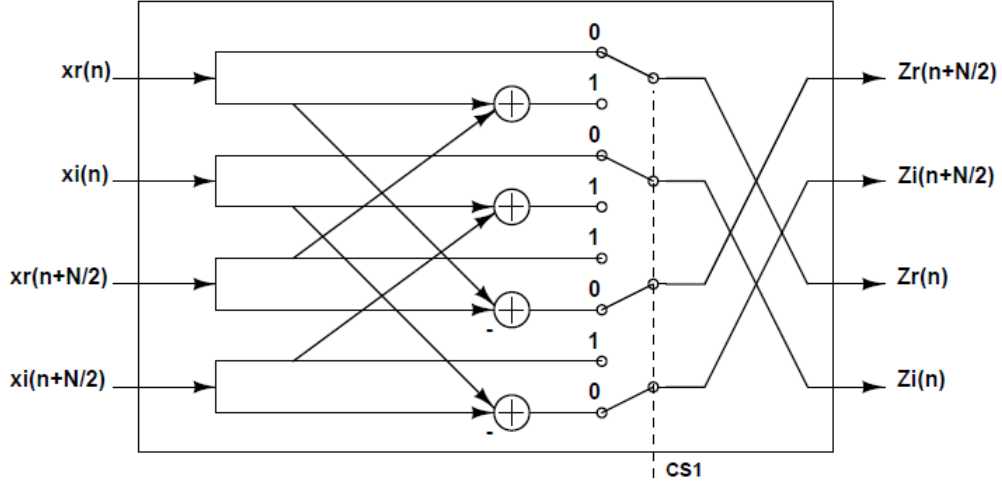 0
xr(n)
Zr(n+N/2)
1
0
xi(n)
Zi(n+N/2)
1
1
xr(n+N/2)
Zr(n)
0
-
1
xi(n+N/2)
Zi(n)
0
-
CS1